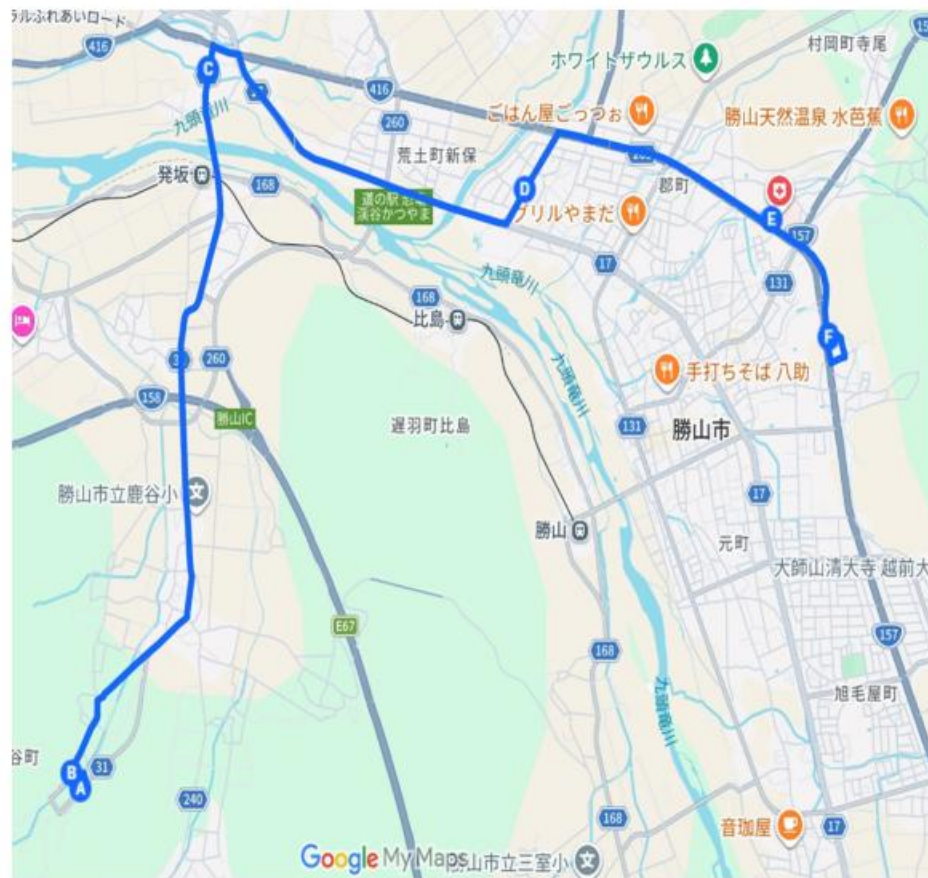 ラルふれあいロード
416
村岡町寺尾
ホワイトザウルス
C
416
九頭竜川
260
ごはん屋ごっつぉ
勝山天然温泉 水芭蕉
荒土町新保
発坂
168
D
郡町
道の駅 恐竜
渓谷かつやま
グリルやまだ
E
157
17
九頭竜川
131
168
比島
F
31
260
九頭竜川
手打ちそば 八助
158
勝山IC
遅羽町比島
131
勝山市
勝山市立鹿谷小
17
勝山
元町
大師山清大寺 越前大
E67
157
168
旭毛屋町
九頭竜川
谷町
B
31
A
240
168
音珈屋
17
Google My Maps
勝山市立三室小